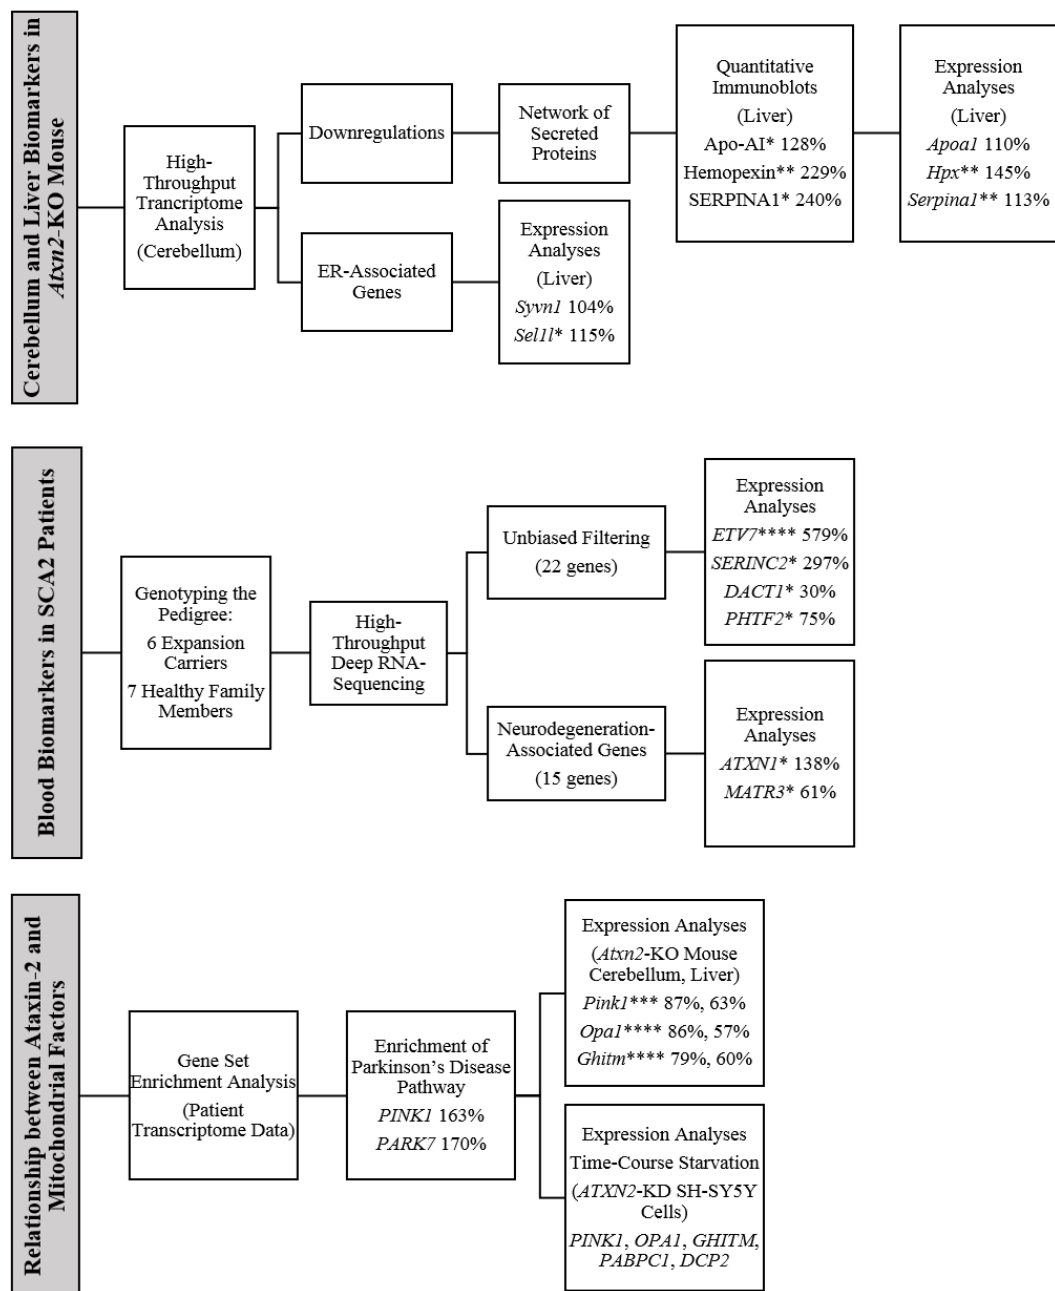 Cerebellum and Liver Biomarkers in
Atxn2-KO Mouse
High-
Throughput
Trancriptome
Analysis
(Cerebellum)
Downregulations
Network of
Secreted
Proteins
Quantitative
Immunoblots
(Liver)
Apo-AI* 128%
Hemopexin** 229%
SERPINA1* 240%
Expression
Analyses
(Liver)
Apoa1 110%
Hpx** 145%
Serpina1** 113%
ER-Associated
Genes
Expression
Analyses
(Liver)
Syvn1 104%
Sel1l* 115%
Blood Biomarkers in SCA2 Patients
Genotyping the
Pedigree:
6 Expansion
Carriers
7 Healthy Family
Members
High-
Throughput
Deep RNA-
Sequencing
Unbiased Filtering
(22 genes)
Expression
Analyses
ETV7**** 579%
SERINC2* 297%
DACT1* 30%
PHTF2* 75%
Neurodegeneration-
Associated Genes
(15 genes)
Expression
Analyses
ATXN1* 138%
MATR3* 61%
Relationship between Ataxin-2 and
Mitochondrial Factors
Gene Set
Enrichment Analysis
(Patient
Transcriptome Data)
Enrichment of
Parkinson's Disease
Pathway
PINK1 163%
PARK7 170%
Expression Analyses
(Atxn2-KO Mouse
Cerebellum, Liver)
Pink1*** 87%, 63%
Opa1**** 86%, 57%
Ghitm**** 79%, 60%
Expression Analyses
Time-Course Starvation
(ATXN2-KD SH-SY5Y
Cells)
PINK1, OPA1, GHITM,
PABPC1, DCP2